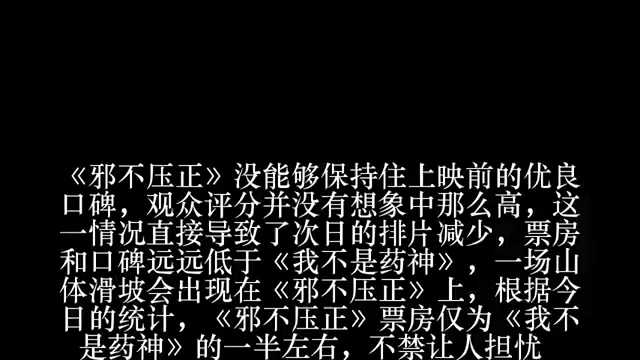 《邪不压正》没能够保持住上映前的优良
口碑，观众评分并没有想象中那么高，这
一情况直接导致了次日的排片减少，票房
和口碑远远低于《我不是药神》，一场山
体滑坡会出现在《邪不压正》上，根据今
日的统计，《邪不压正》票房仅为《我不
是药神》的一半左右，不禁让人担忧